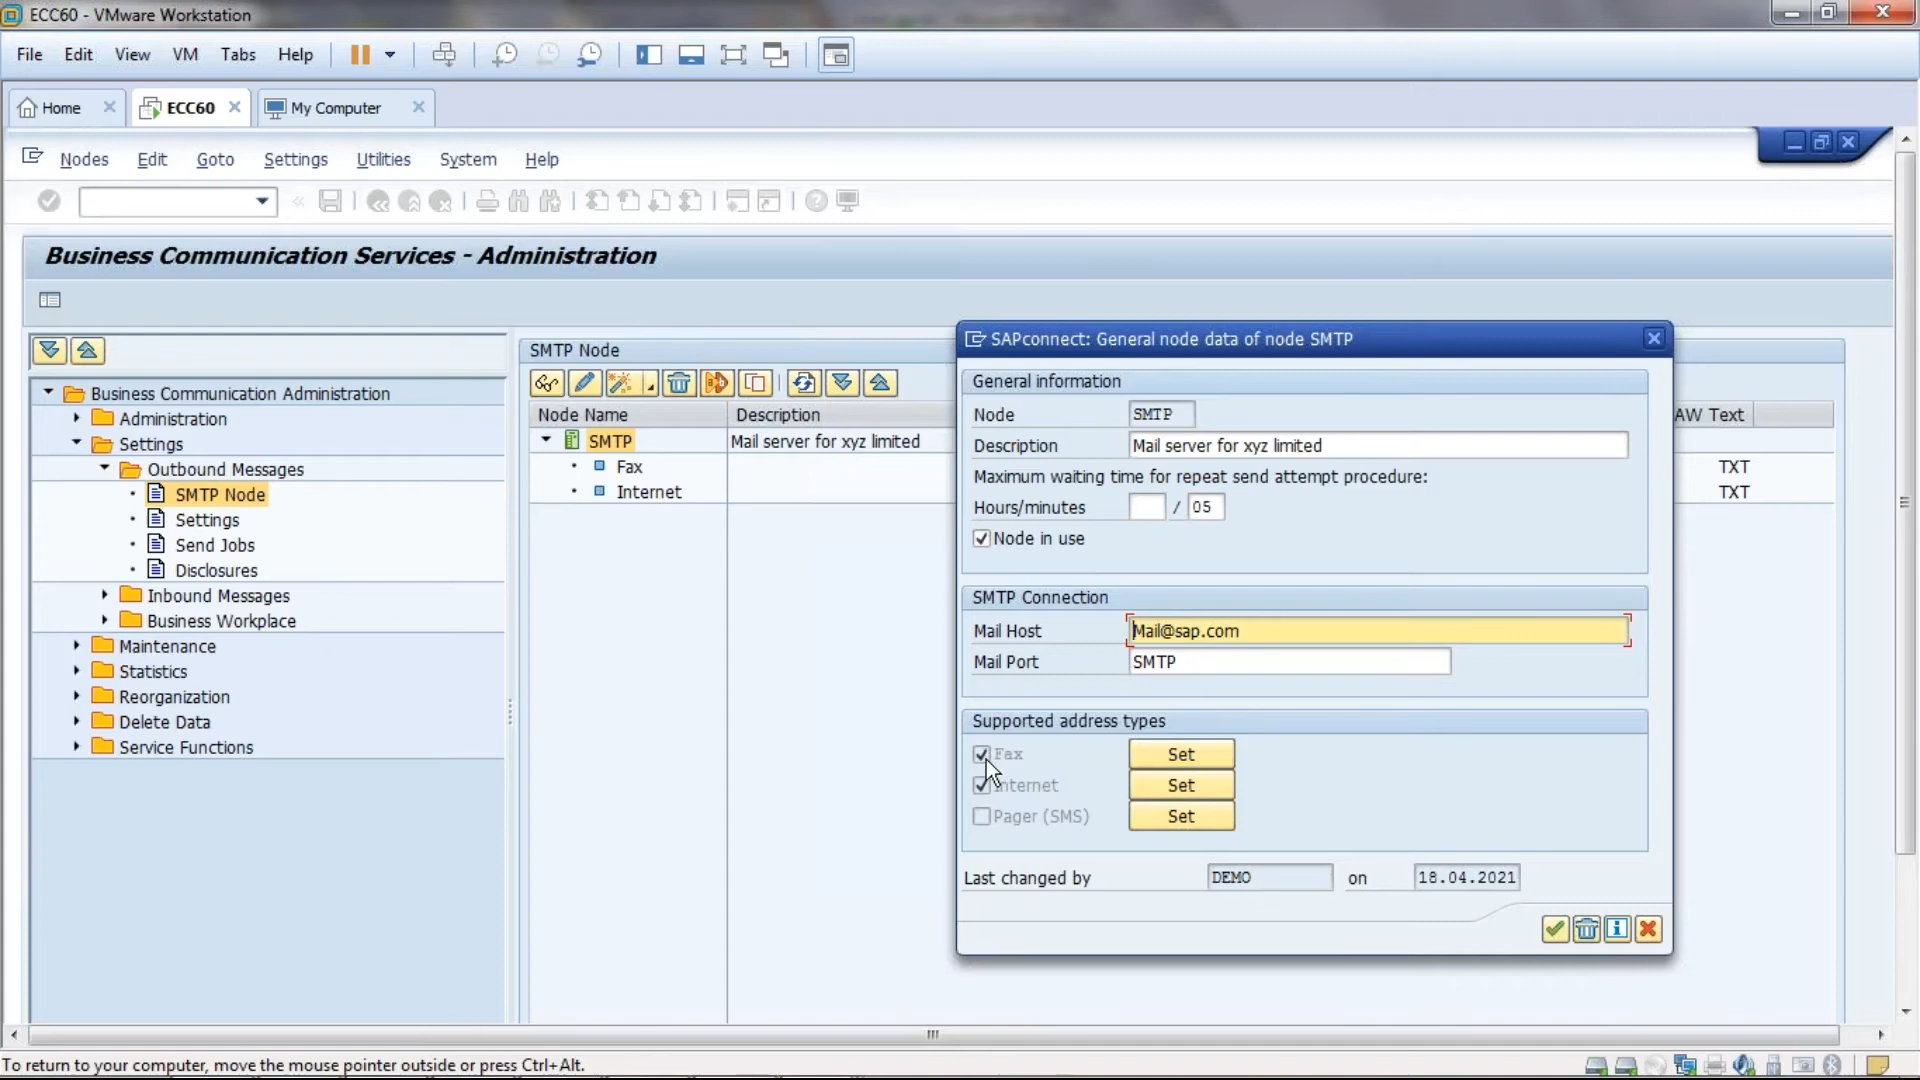 ECC60 - VMware Workstation
File Edit View VM Tabs Help
Home ECC60 My Computer
Nodes Edit Goto Settings Utilities System Help
Business Communication Services - Administration
Business Communication Administration
Administration
Settings
Outbound Messages
SMTP Node
Settings
Send Jobs
Disclosures
Inbound Messages
Business Workplace
Maintenance
Statistics
Reorganization
Delete Data
Service Functions
SMTP Node
Node Name Description AW Text
SMTP Mail server for xyz limited
Fax TXT
Internet TXT
SAPconnect: General node data of node SMTP
General information
Node SMTP
Description Mail server for xyz limited
Maximum waiting time for repeat send attempt procedure:
Hours/minutes / 05
Node in use
SMTP Connection
Mail Host Mail@sap.com
Mail Port SMTP
Supported address types
Fax Set
Internet Set
Pager (SMS) Set
Last changed by DEMO on 18.04.2021
To return to your computer, move the mouse pointer outside or press Ctrl+Alt.